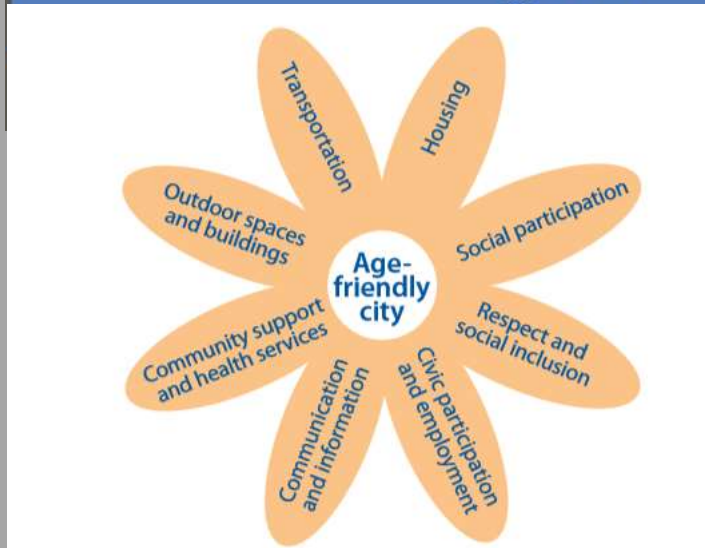 Age-
friendly
city
Transportation
Housing
Social participation
Respect and
social inclusion
Civic participation
and employment
Communication
and information
Community support
and health services
Outdoor spaces
and buildings